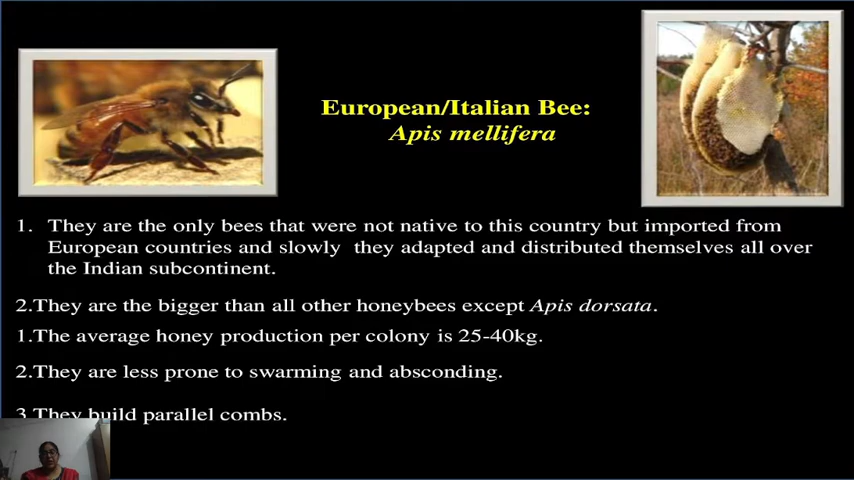 European/Italian Bee:
Apis mellifera
1. They are the only bees that were not native to this country but imported from
European countries and slowly they adapted and distributed themselves all over
the Indian subcontinent.
2.They are the bigger than all other honeybees except Apis dorsata.
1.The average honey production per colony is 25-40kg.
2.They are less prone to swarming and absconding.
3.They build parallel combs.